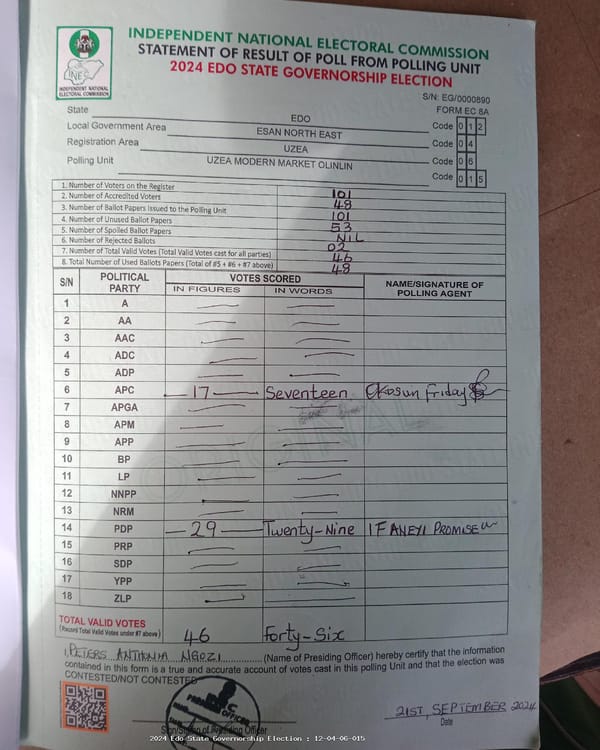 INDEPENDENT NATIONAL ELECTORAL COMMISSION
STATEMENT OF RESULT OF POLL FROM POLLING UNIT
2024 EDO STATE GOVERNORSHIP ELECTION
INEC
INDEPENDENT NATIONAL
ELECTORAL COMMISSION
S/N: EG/0000890
FORM EC 8A
State EDO Code 0 1 2
Local Government Area ESAN NORTH EAST Code 0 4
Registration Area UZEA Code 0 6
Polling Unit UZEA MODERN MARKET OLINLIN Code 0 1 5
1. Number of Voters on the Register 101
2. Number of Accredited Voters 48
3. Number of Ballot Papers Issued to the Polling Unit 101
4. Number of Unused Ballot Papers 53
5. Number of Spoiled Ballot Papers NIL
6. Number of Rejected Ballots 02
7. Number of Total Valid Votes (Total Valid Votes cast for all parties) 46
8. Total Number of Used Ballots Papers (Total of #5 + #6 + #7 above) 48
S/N POLITICAL PARTY VOTES SCORED NAME/SIGNATURE OF POLLING AGENT
IN FIGURES IN WORDS
1 A
2 AA
3 AAC
4 ADC
5 ADP
6 APC 17 Seventeen Okosun Friday
7 APGA
8 APM
9 APP
10 BP
11 LP
12 NNPP
13 NRM
14 PDP 29 Twenty-Nine IFANEYI PROMISE
15 PRP
16 SDP
17 YPP
18 ZLP
TOTAL VALID VOTES 46 Forty-Six
(Record Total Valid Votes under #7 above)
I, PETERS ANTHONIA NGOZI (Name of Presiding Officer) hereby certify that the information
contained in this form is a true and accurate account of votes cast in this polling Unit and that the election was
CONTESTED/NOT CONTESTED
PRESIDING OFFICER
21ST, SEPTEMBER 2024
Date
2024 Edo State Governorship Election : 12-04-06-015